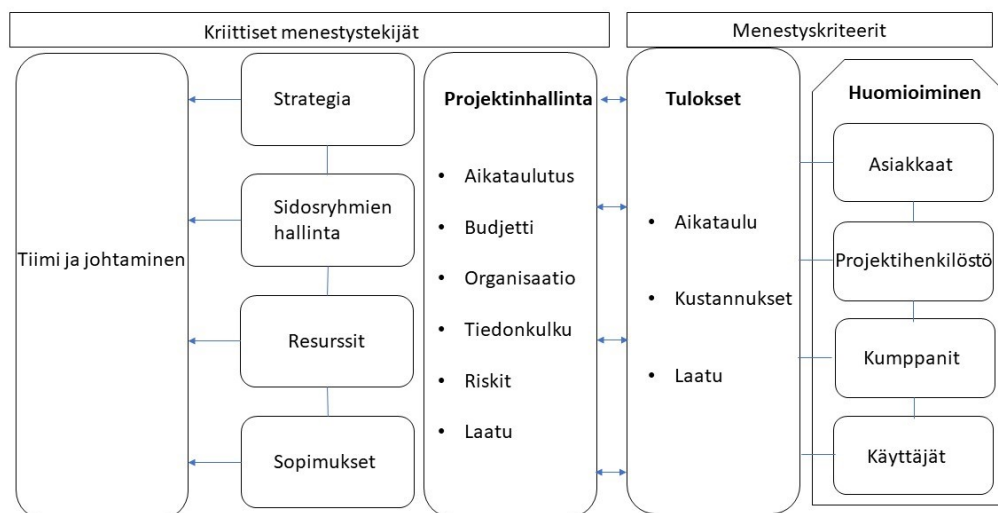 Kriittiset menestystekijät
Menestyskriteerit
Tiimi ja johtaminen
Strategia
Sidosryhmien
hallinta
Resurssit
Sopimukset
Projektinhallinta
• Aikataulutus
• Budjetti
• Organisaatio
• Tiedonkulku
• Riskit
• Laatu
Tulokset
• Aikataulu
• Kustannukset
• Laatu
Huomioiminen
Asiakkaat
Projektihenkilöstö
Kumppanit
Käyttäjät